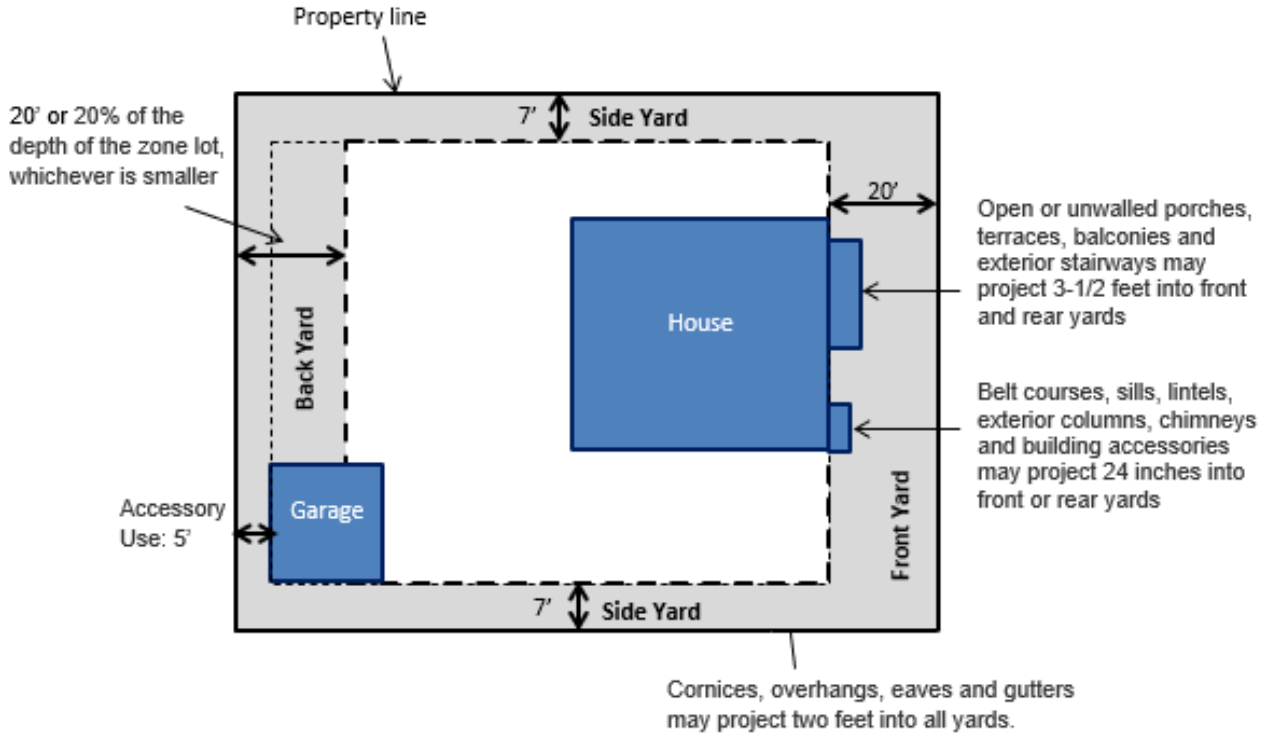 Property line
20' or 20% of the
depth of the zone lot,
whichever is smaller
7'
Side Yard
20'
Open or unwalled porches,
terraces, balconies and
exterior stairways may
project 3-1/2 feet into front
and rear yards
House
Back Yard
Belt courses, sills, lintels,
exterior columns, chimneys
and building accessories
may project 24 inches into
front or rear yards
Accessory
Use: 5'
Garage
Front Yard
7'
Side Yard
Cornices, overhangs, eaves and gutters
may project two feet into all yards.